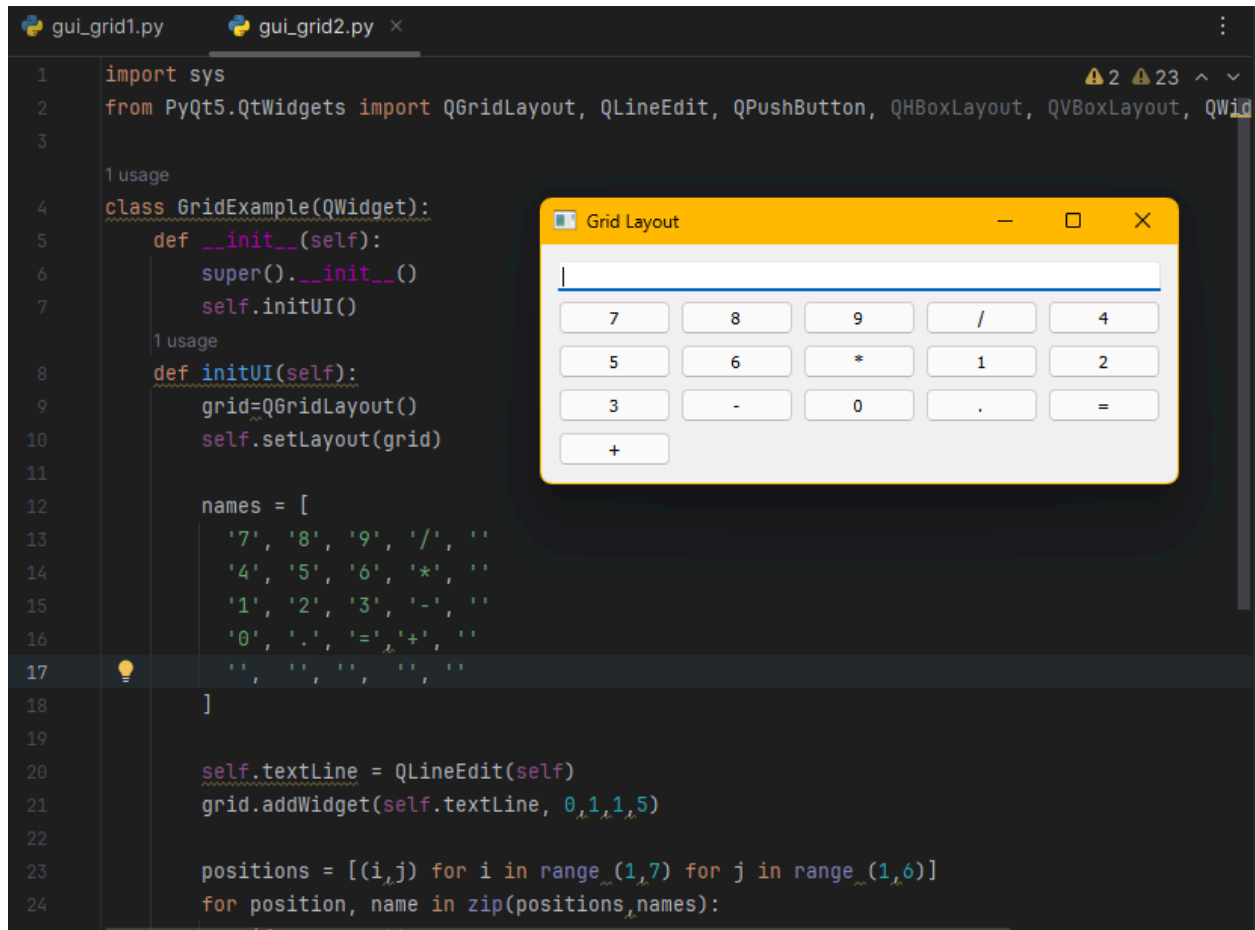 gui_grid1.py gui_grid2.py
1 import sys 2 23
2 from PyQt5.QtWidgets import QGridLayout, QLineEdit, QPushButton, QHBoxLayout, QVBoxLayout, QWid
3
1 usage
4 class GridExample(QWidget):
5 def __init__(self):
6 super().__init__()
7 self.initUI()
1 usage
8 def initUI(self):
9 grid=QGridLayout()
10 self.setLayout(grid)
11
12 names = [
13 '7', '8', '9', '/', ''
14 '4', '5', '6', '*', ''
15 '1', '2', '3', '-', ''
16 '0', '.', '=','+', ''
17 '', '', '', '', ''
18 ]
19
20 self.textLine = QLineEdit(self)
21 grid.addWidget(self.textLine, 0,1,1,5)
22
23 positions = [(i,j) for i in range (1,7) for j in range (1,6)]
24 for position, name in zip(positions,names):
Grid Layout
7 8 9 / 4
5 6 * 1 2
3 - 0 . =
+